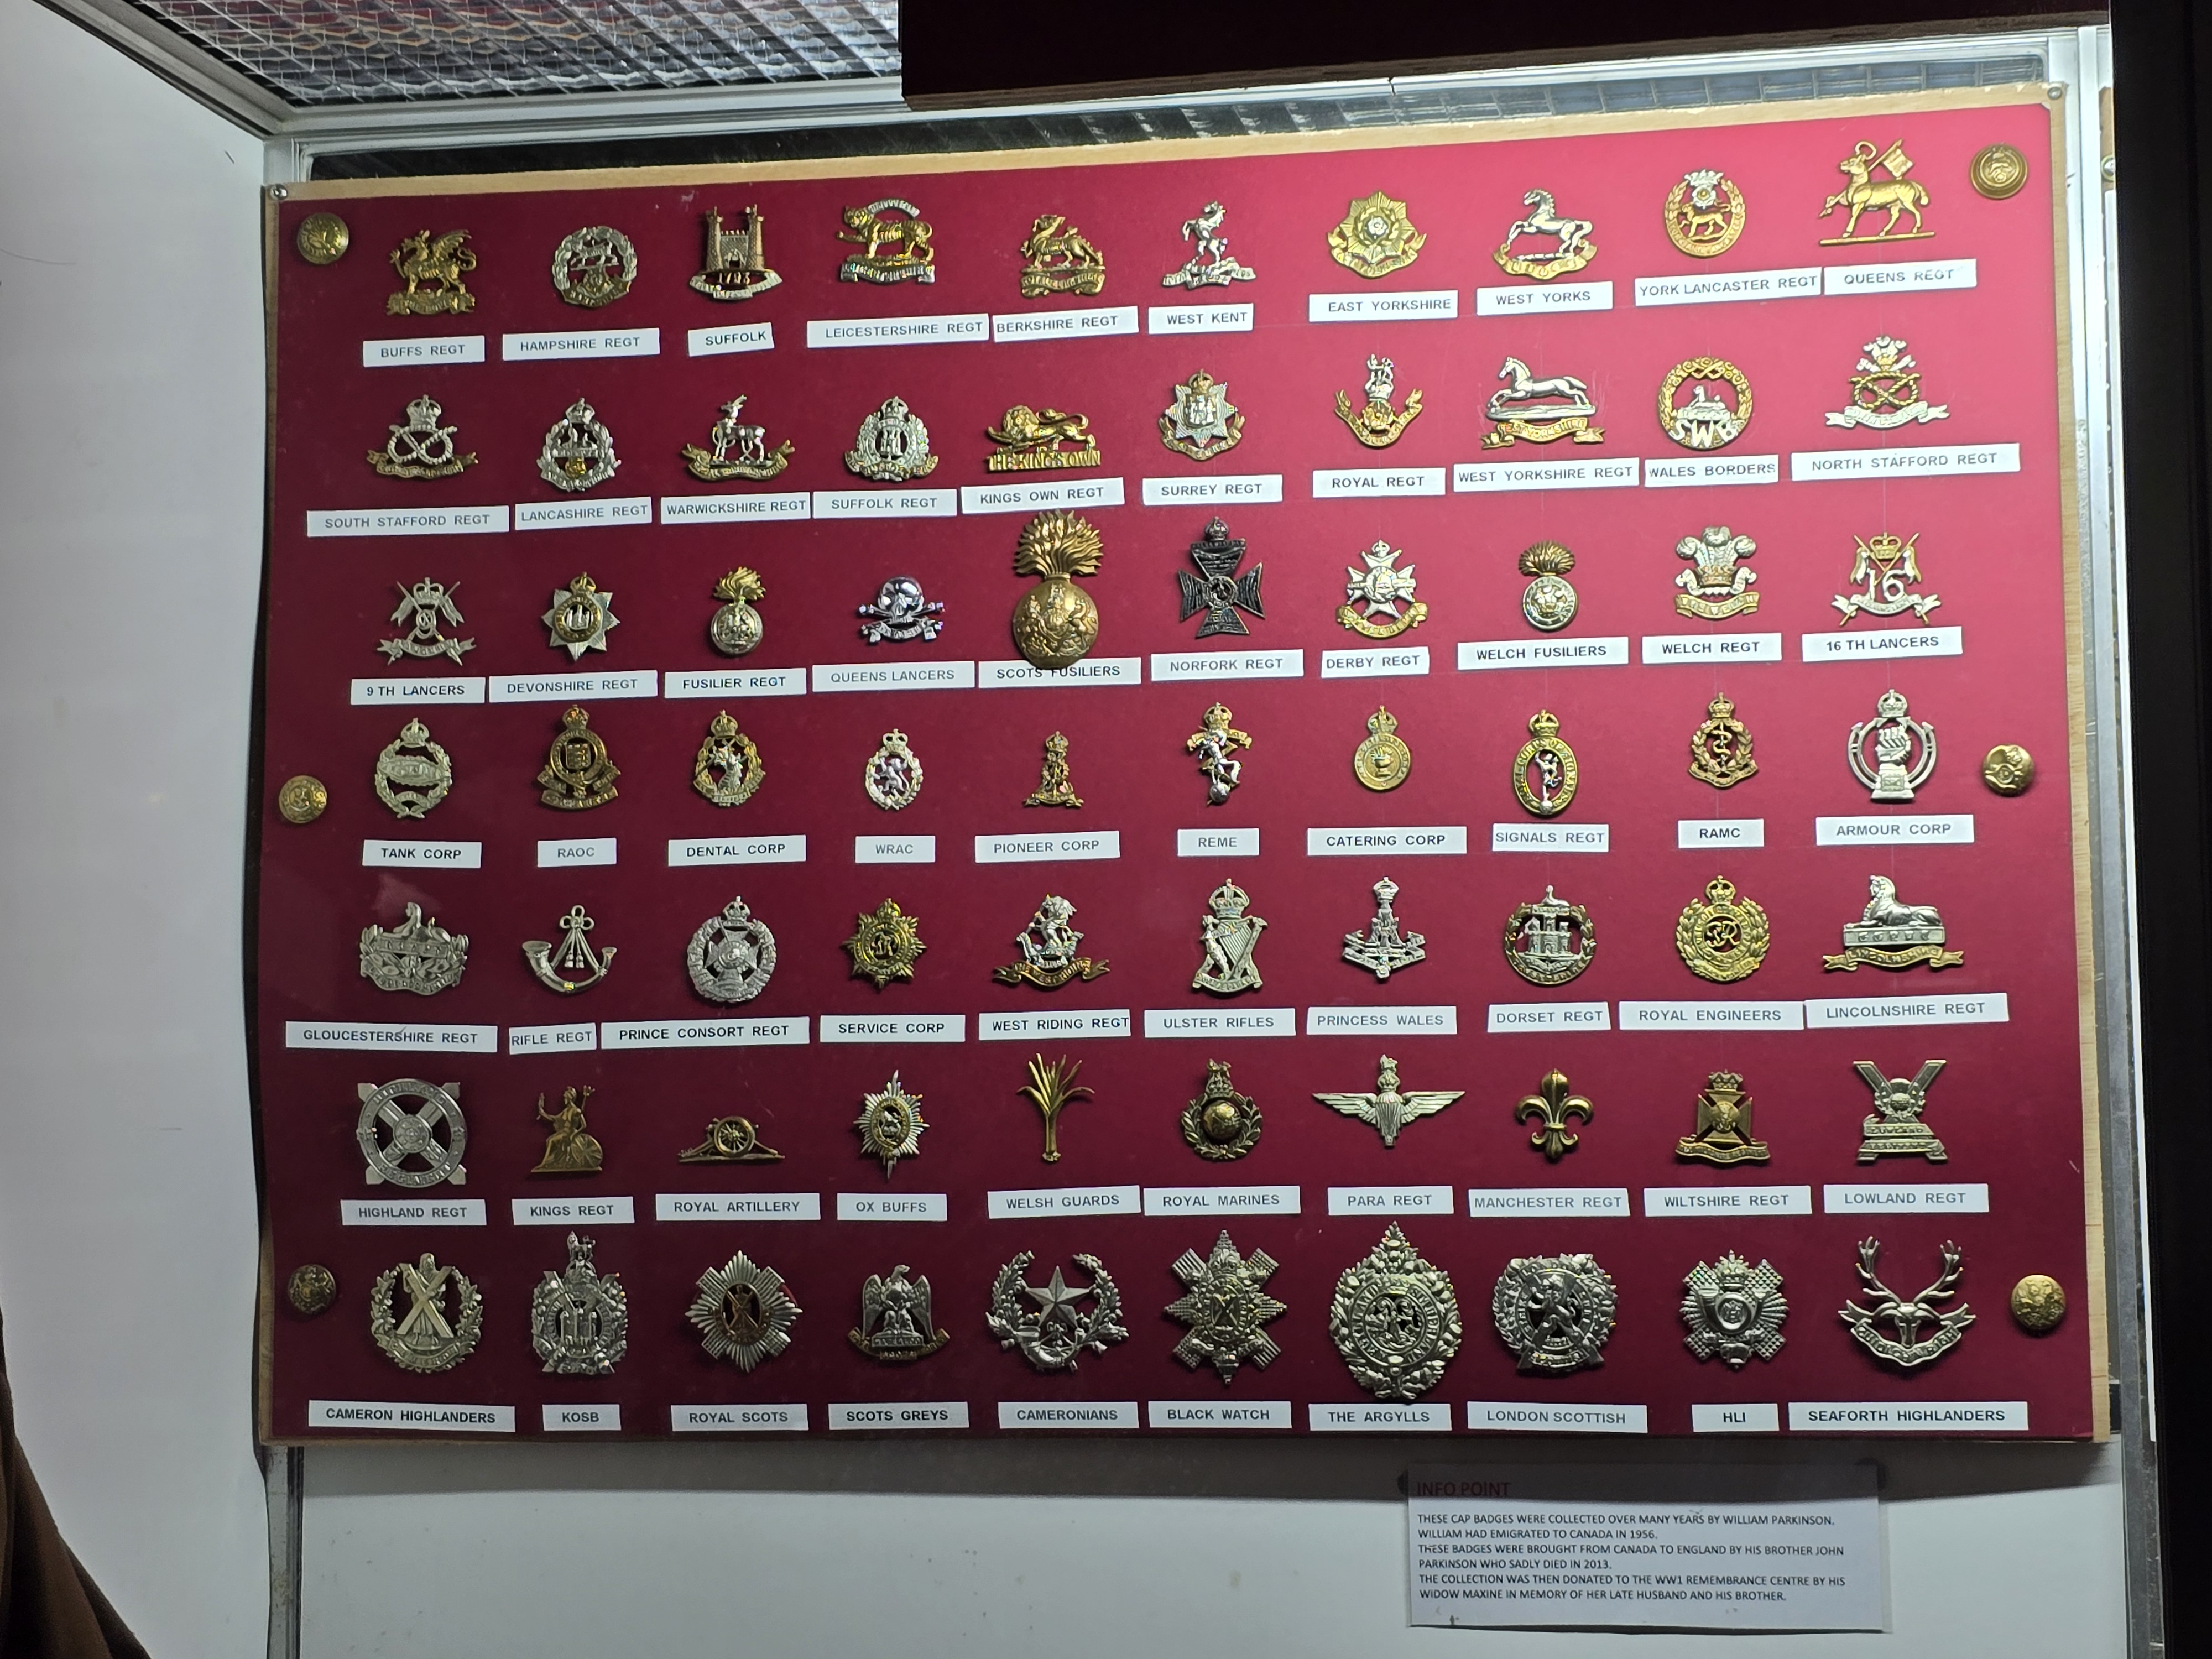 1793
BUFFS REGT
HAMPSHIRE REGT
SUFFOLK
LEICESTERSHIRE REGT
BERKSHIRE REGT
WEST KENT
EAST YORKSHIRE
WEST YORKS
YORK LANCASTER REGT
QUEENS REGT
THE KINGS OWN
SWB
SOUTH STAFFORD REGT
LANCASHIRE REGT
WARWICKSHIRE REGT
SUFFOLK REGT
KINGS OWN REGT
SURREY REGT
ROYAL REGT
WEST YORKSHIRE REGT
WALES BORDERS
NORTH STAFFORD REGT
16
9 TH LANCERS
DEVONSHIRE REGT
FUSILIER REGT
QUEENS LANCERS
SCOTS FUSILIERS
NORFORK REGT
DERBY REGT
WELCH FUSILIERS
WELCH REGT
16 TH LANCERS
TANK CORP
RAOC
DENTAL CORP
WRAC
PIONEER CORP
REME
CATERING CORP
SIGNALS REGT
RAMC
ARMOUR CORP
GLOUCESTERSHIRE REGT
RIFLE REGT
PRINCE CONSORT REGT
SERVICE CORP
WEST RIDING REGT
ULSTER RIFLES
PRINCESS WALES
DORSET REGT
ROYAL ENGINEERS
LINCOLNSHIRE REGT
HIGHLAND REGT
KINGS REGT
ROYAL ARTILLERY
OX BUFFS
WELSH GUARDS
ROYAL MARINES
PARA REGT
MANCHESTER REGT
WILTSHIRE REGT
LOWLAND REGT
CAMERON HIGHLANDERS
KOSB
ROYAL SCOTS
SCOTS GREYS
CAMERONIANS
BLACK WATCH
THE ARGYLLS
LONDON SCOTTISH
HLI
SEAFORTH HIGHLANDERS
INFO POINT
THESE CAP BADGES WERE COLLECTED OVER MANY YEARS BY WILLIAM PARKINSON.
WILLIAM HAD EMIGRATED TO CANADA IN 1956.
THESE BADGES WERE BROUGHT FROM CANADA TO ENGLAND BY HIS BROTHER JOHN
PARKINSON WHO SADLY DIED IN 2013.
THE COLLECTION WAS THEN DONATED TO THE WW1 REMEMBRANCE CENTRE BY HIS
WIDOW MAXINE IN MEMORY OF HER LATE HUSBAND AND HIS BROTHER.